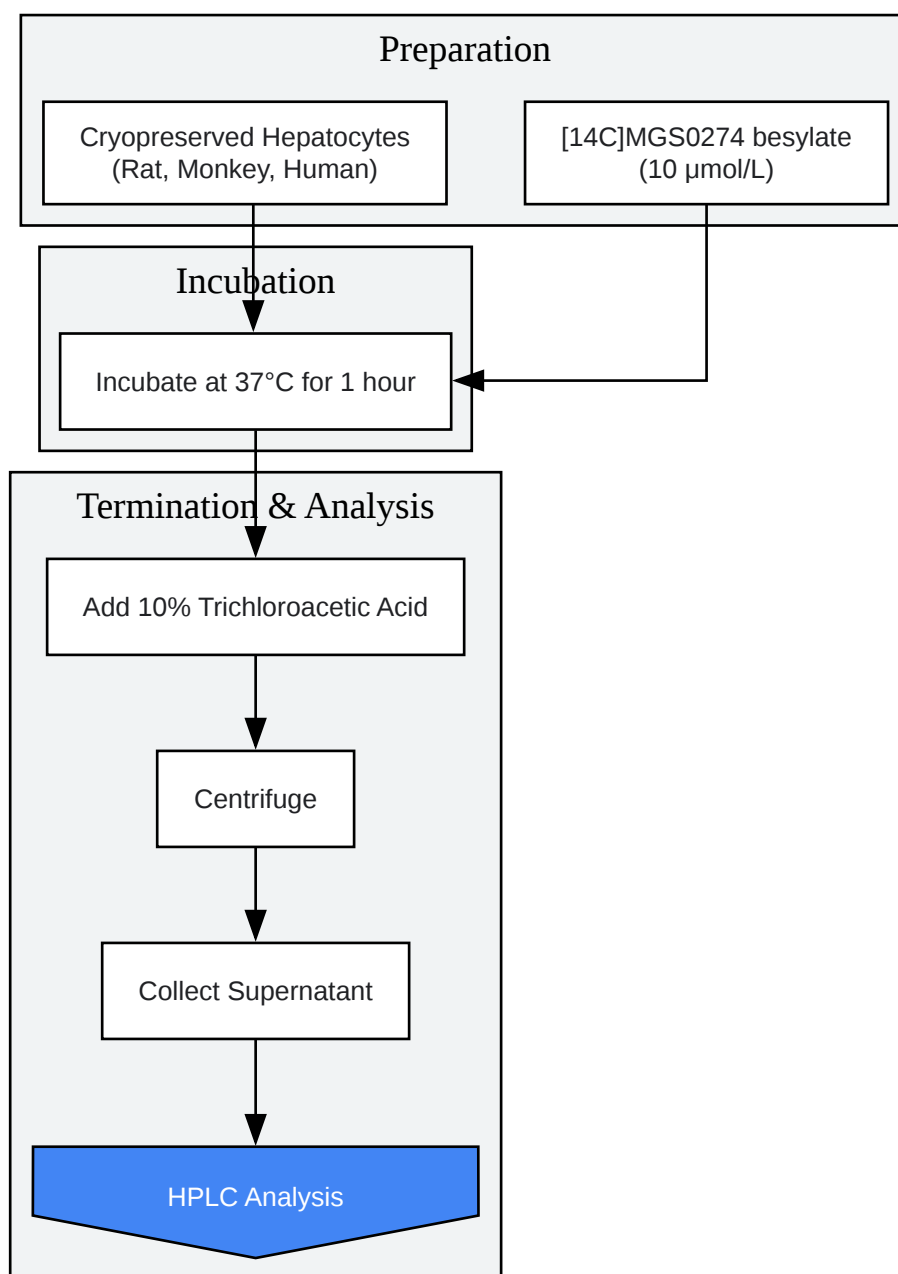 Preparation
Cryopreserved Hepatocytes
(Rat, Monkey, Human)
[14C]MGS0274 besylate
(10 μmol/L)
Incubation
Incubate at 37°C for 1 hour
Termination & Analysis
Add 10% Trichloroacetic Acid
Centrifuge
Collect Supernatant
HPLC Analysis